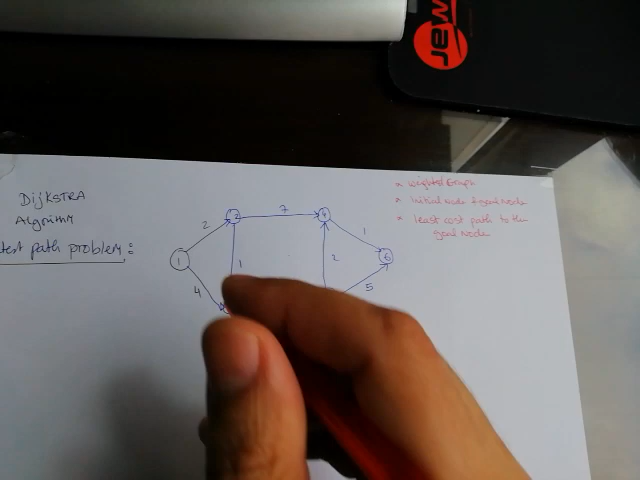 DijKSTRA
Algorithm
test path problem:
× weighted Graph
× initial node & goal node
× least cost path to the
goal node
2
7
1
1
2
4
5
1
2
4
6